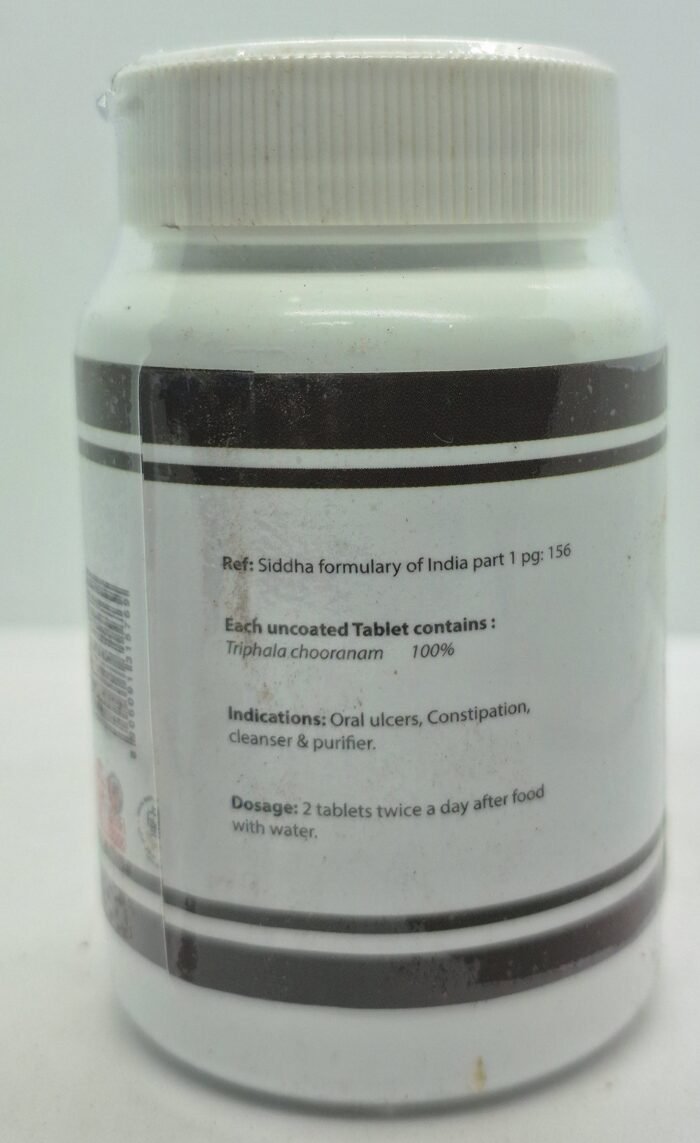 Ref: Siddha formulary of India part 1 pg: 156
Each uncoated Tablet contains :
Triphala chooranam 100%
Indications: Oral ulcers, Constipation,
cleanser & purifier.
Dosage: 2 tablets twice a day after food
with water.